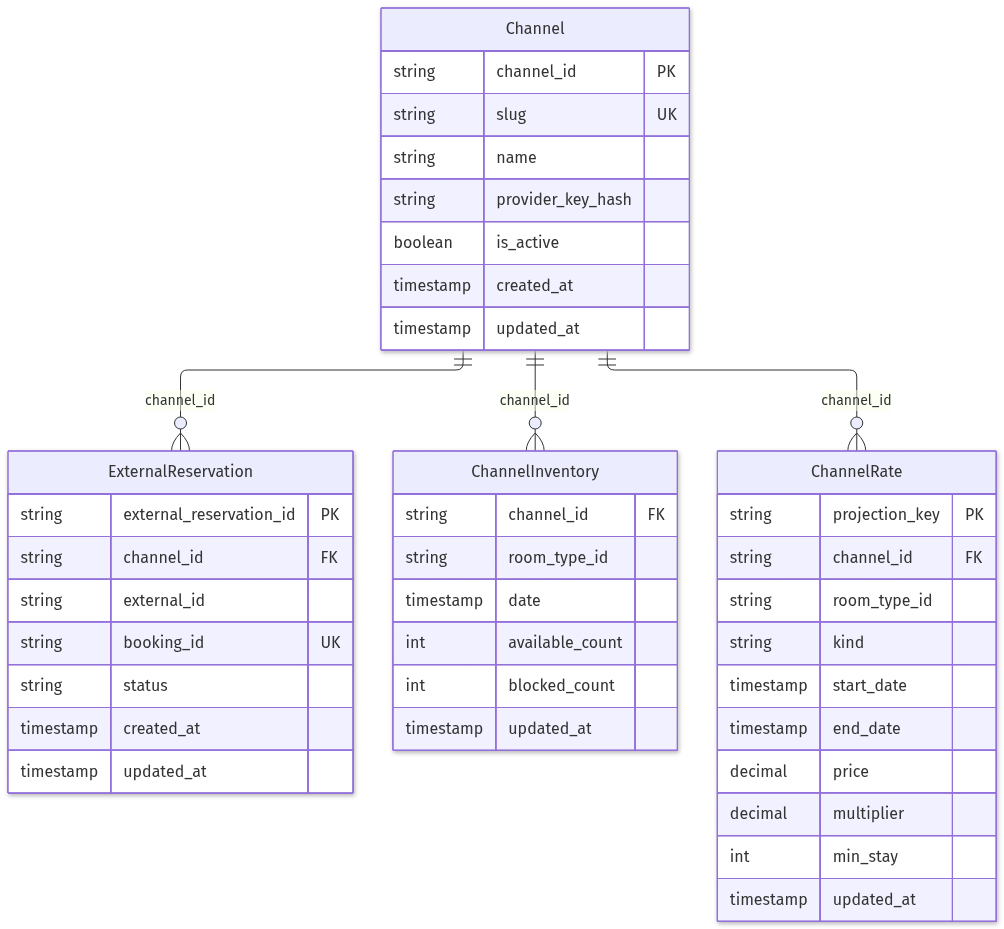 Channel
string channel_id PK
string slug UK
string name
string provider_key_hash
boolean is_active
timestamp created_at
timestamp updated_at
channel_id channel_id channel_id
ExternalReservation
string external_reservation_id PK
string channel_id FK
string external_id
string booking_id UK
string status
timestamp created_at
timestamp updated_at
ChannelInventory
string channel_id FK
string room_type_id
timestamp date
int available_count
int blocked_count
timestamp updated_at
ChannelRate
string projection_key PK
string channel_id FK
string room_type_id
string kind
timestamp start_date
timestamp end_date
decimal price
decimal multiplier
int min_stay
timestamp updated_at